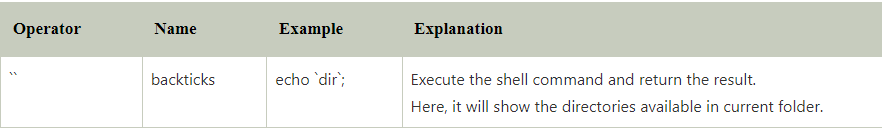 Operator Name Example Explanation
`` backticks echo `dir`; Execute the shell command and return the result.
Here, it will show the directories available in current folder.